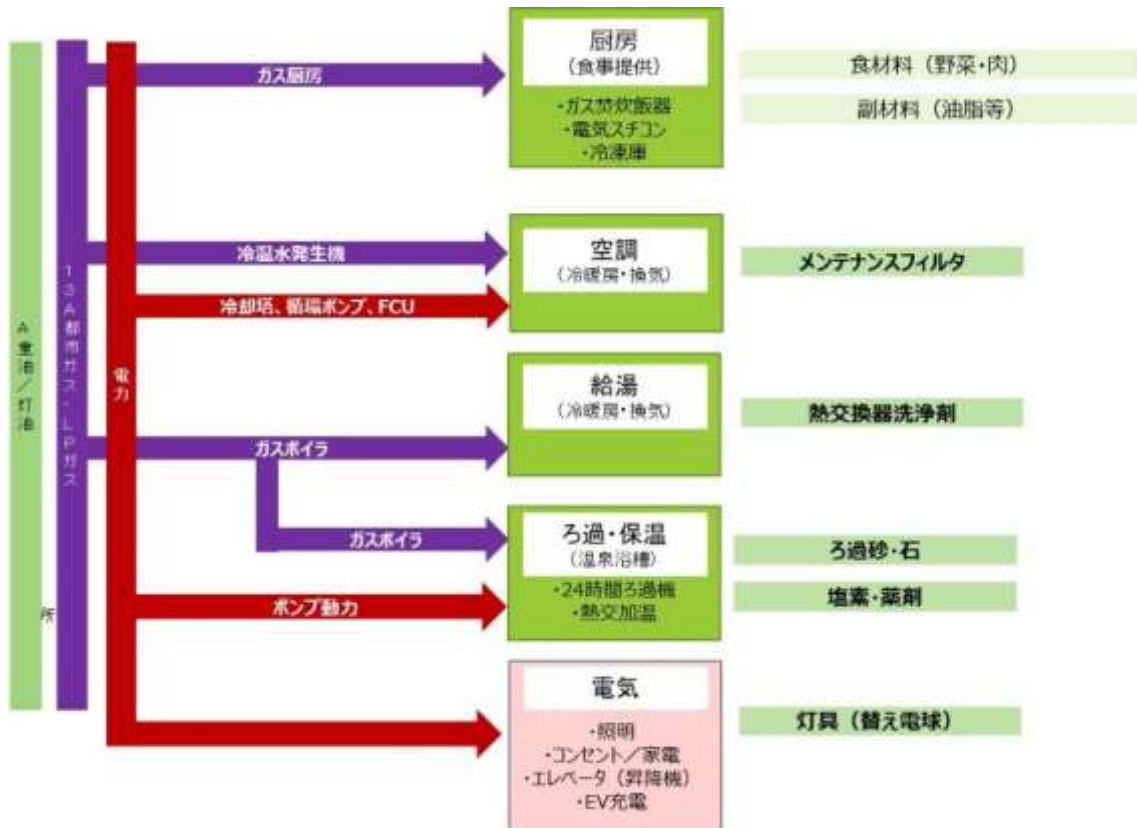 A重油／灯油
13A都市ガス・LPガス
電力
所
ガス厨房
厨房
（食事提供）
・ガス焚炊飯器
・電気スチコン
・冷凍庫
食材料（野菜・肉）
副材料（油脂等）
冷温水発生機
冷却塔、循環ポンプ、FCU
空調
（冷暖房・換気）
メンテナンスフィルタ
ガスボイラ
給湯
（冷暖房・換気）
熱交換器洗浄剤
ガスボイラ
ポンプ動力
ろ過・保温
（温泉浴槽）
・24時間ろ過機
・熱交加温
ろ過砂・石
塩素・薬剤
電気
・照明
・コンセント／家電
・エレベータ（昇降機）
・EV充電
灯具（替え電球）